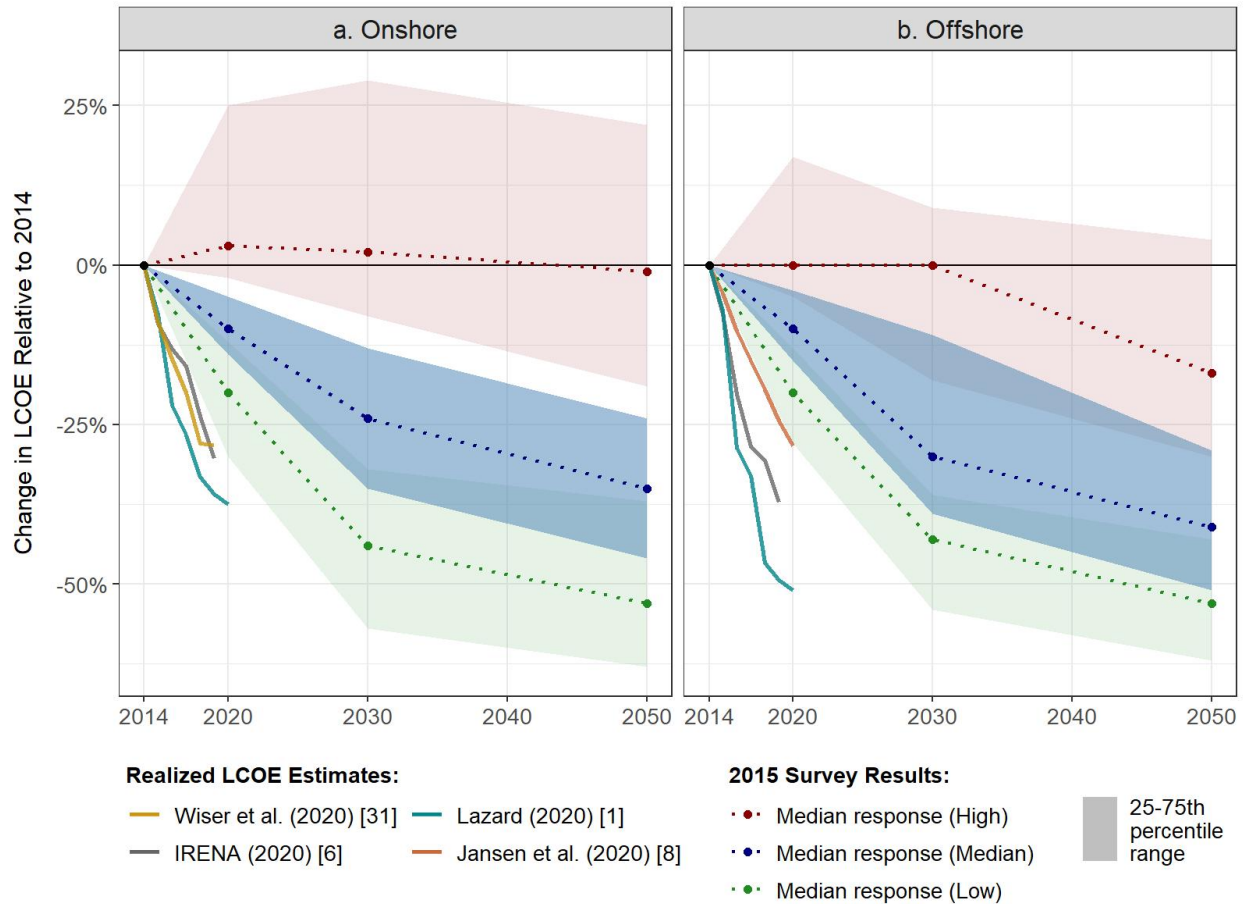 a. Onshore
b. Offshore
Change in LCOE Relative to 2014
25%
0%
-25%
-50%
2014 2020 2030 2040 2050
2014 2020 2030 2040 2050
Realized LCOE Estimates:
Wiser et al. (2020) [31]
Lazard (2020) [1]
IRENA (2020) [6]
Jansen et al. (2020) [8]
2015 Survey Results:
Median response (High)
Median response (Median)
Median response (Low)
25-75th
percentile
range